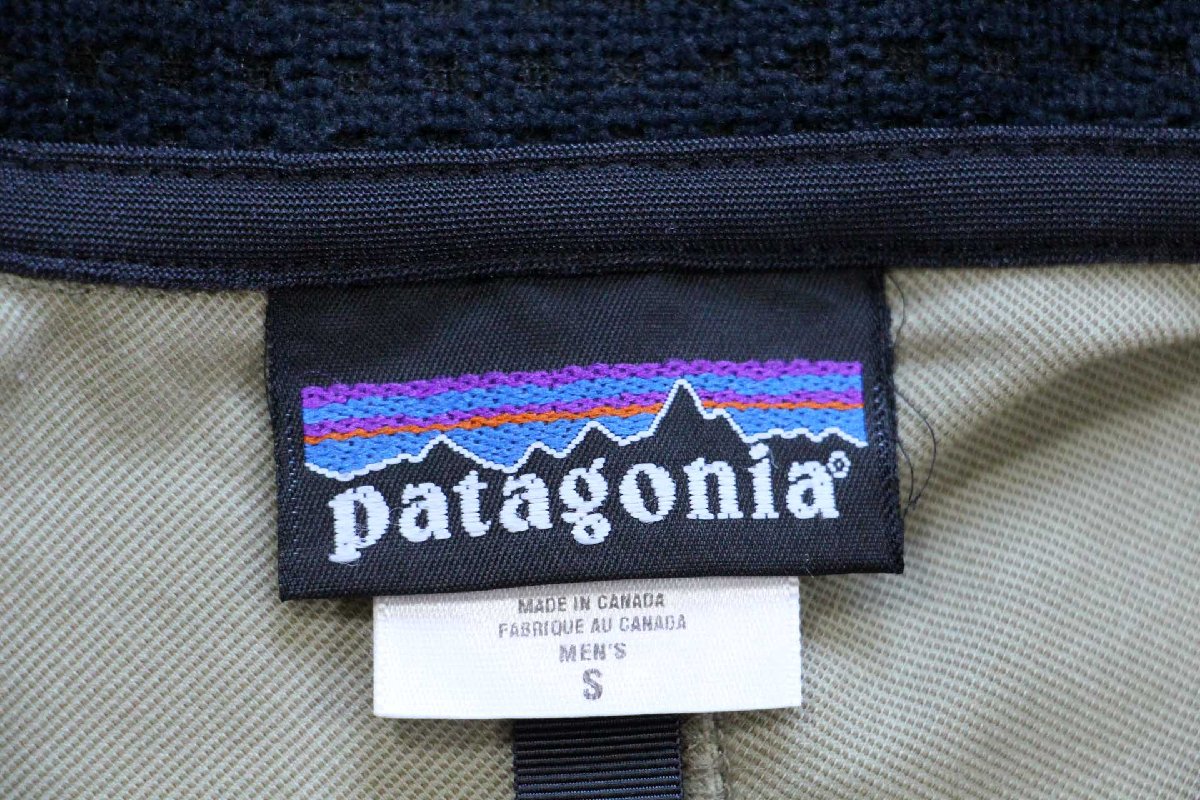 patagonia®
MADE IN CANADA
FABRIQUE AU CANADA
MEN'S
S